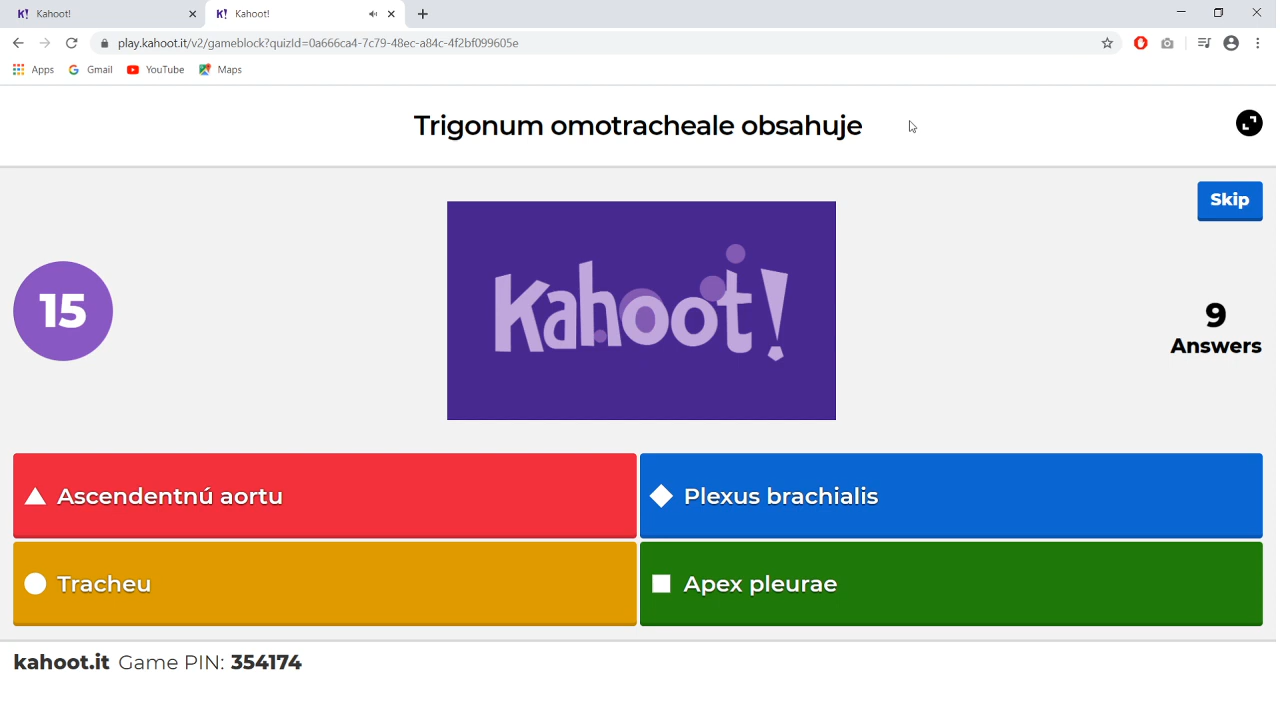 Kahoot!
Kahoot!
play.kahoot.it/v2/gameblock?quizId=0a666ca4-7c79-48ec-a84c-4f2bf099605e
Apps Gmail YouTube Maps
Trigonum omotracheale obsahuje
Skip
15
Kahoot!
9
Answers
Ascendentnú aortu
Plexus brachialis
Tracheu
Apex pleurae
kahoot.it Game PIN: 354174